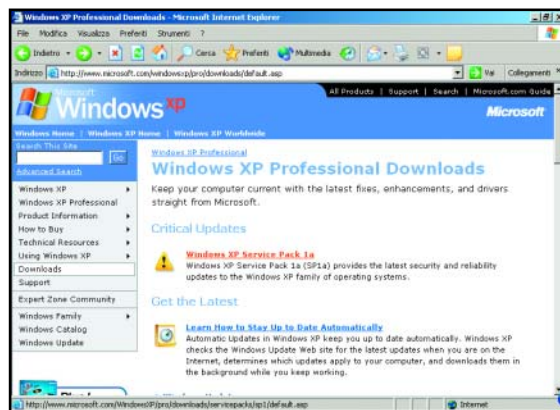 Windows XP Professional Downloads - Microsoft Internet Explorer
File Modifica Visualizza Preferiti Strumenti ?
Indietro Cerca Preferiti Multimedia
Indirizzo http://www.microsoft.com/windowsxp/pro/downloads/default.asp Vai Collegamenti
All Products | Support | Search | Microsoft.com Guide
Microsoft
Windows xp
Microsoft
Windows Home | Windows XP Home | Windows XP Worldwide
Search This Site
Go
Advanced Search
Windows XP
Windows XP Professional
Product Information
How to Buy
Technical Resources
Using Windows XP
Downloads
Support
Expert Zone Community
Windows Family
Windows Catalog
Windows Update
Windows XP Professional
Windows XP Professional Downloads
Keep your computer current with the latest fixes, enhancements, and drivers
straight from Microsoft.
Critical Updates
Windows XP Service Pack 1a
Windows XP Service Pack 1a (SP1a) provides the latest security and reliability
updates to the Windows XP family of operating systems.
Get the Latest
Learn How to Stay Up to Date Automatically
Automatic Updates in Windows XP keep you up to date automatically. Windows XP
checks the Windows Update Web site for the latest updates when you are on the
Internet, determines which updates apply to your computer, and downloads them in
the background while you keep working.
http://www.microsoft.com/WindowsXP/pro/downloads/servicepacks/sp1/default.asp Internet